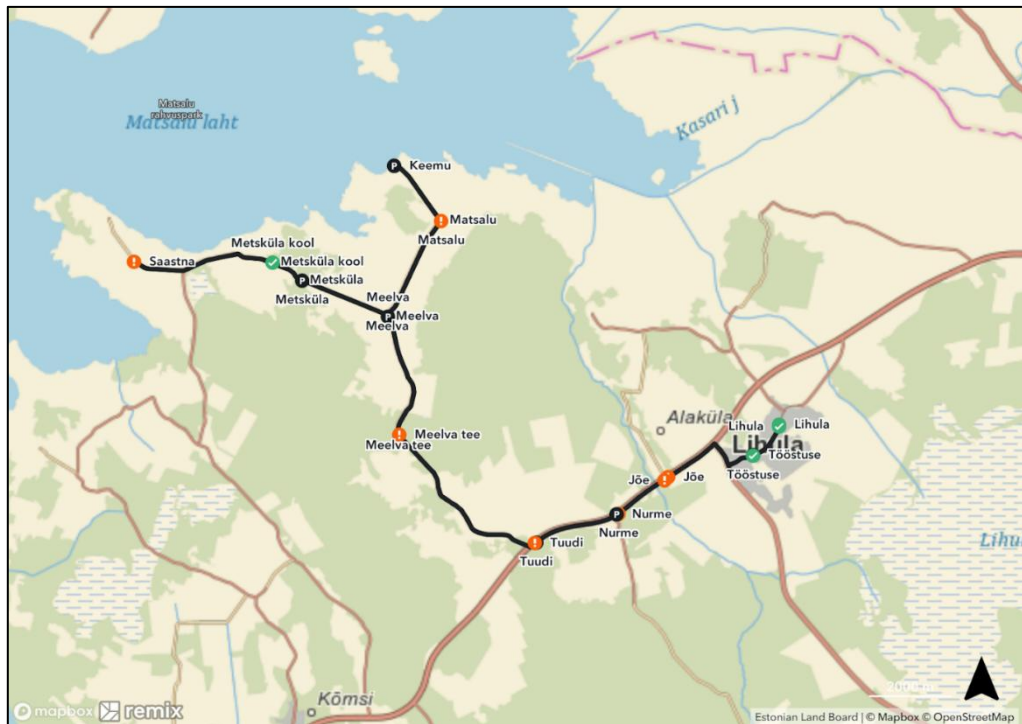 Matsalu
rahvuspark
Matsalu laht
Kasari j
Keemu
Matsalu
Matsalu
Metsküla kool
Saastna
Metsküla kool
Metsküla
Metsküla
Meelva
Meelva
Meelva
Meelva tee
Meelva tee
Alaküla
Lihula
Lihula
Lihula
Tööstuse
Tööstuse
Jõe
Jõe
Nurme
Nurme
Tuudi
Tuudi
Kõmsi
2000 m
mapbox
remix
Estonian Land Board | © Mapbox © OpenStreetMap